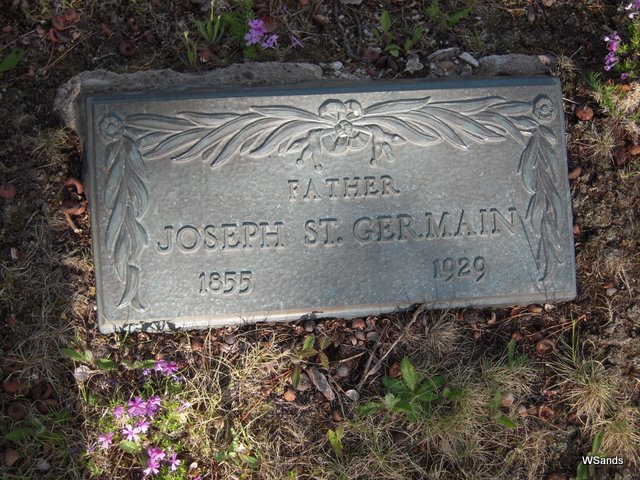 FATHER
JOSEPH ST. GERMAIN
1855 1929
WSands